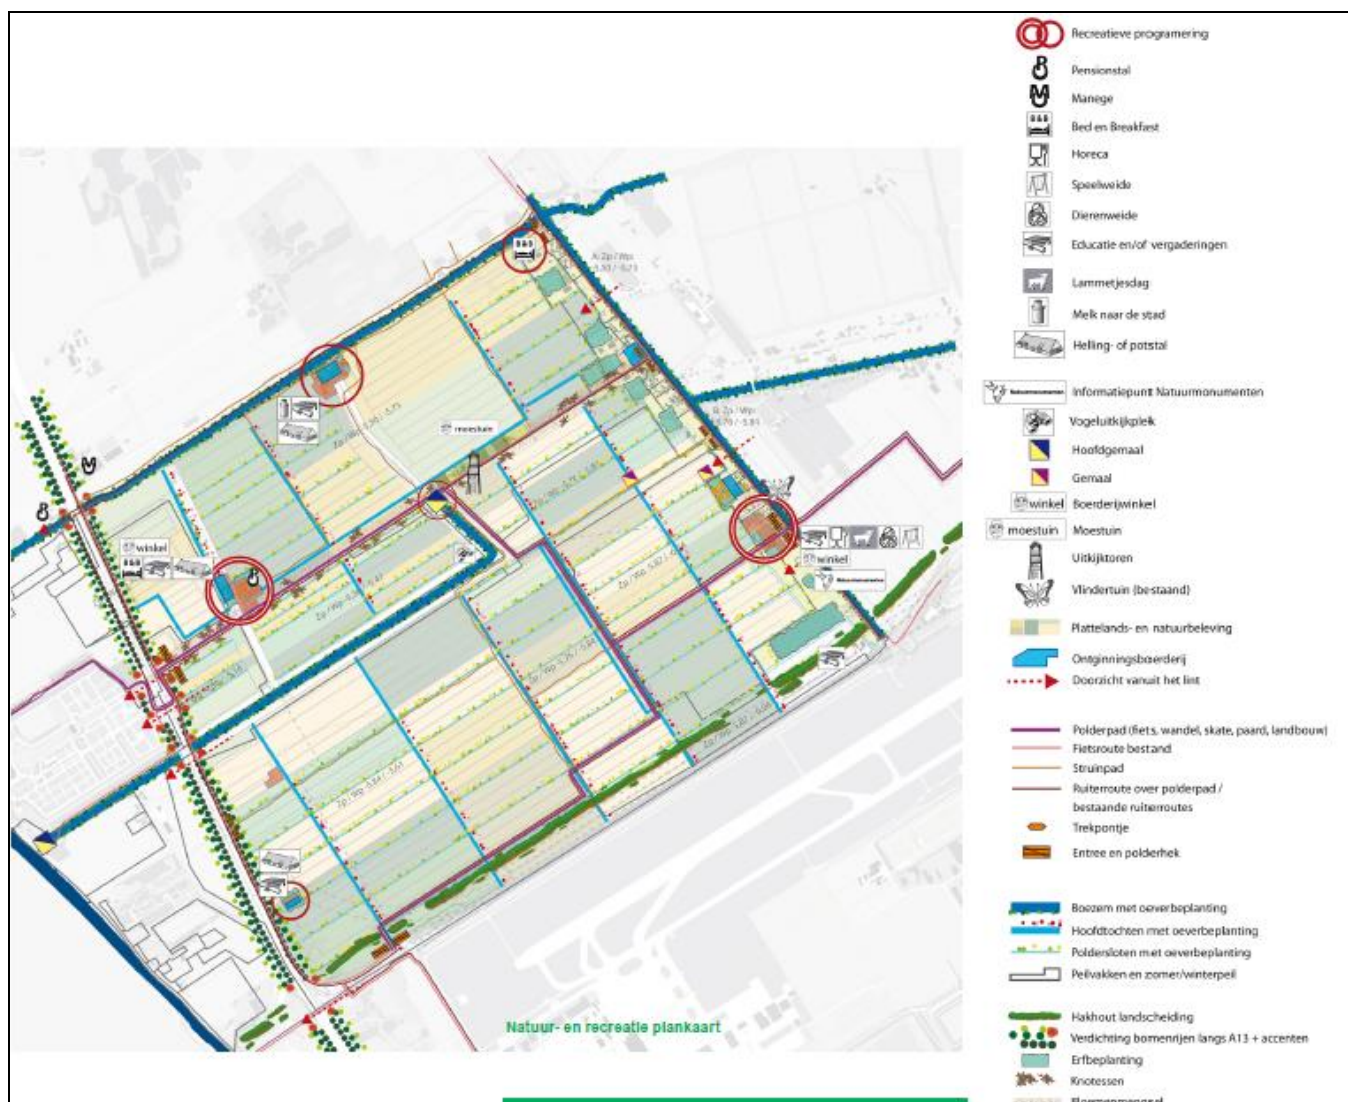 Recreatieve programering
Pensionstal
Manege
B&B
Bed en Breakfast
Horeca
Speelweide
Dierenweide
Educatie en/of vergaderingen
Lammetjesdag
Melk naar de stad
Helling- of potstal
Natuurmonumenten
Informatiepunt Natuurmonumenten
Vogeluitkijkplek
Hoofdgemaal
Gemaal
winkel Boerderijwinkel
moestuin Moestuin
Uitkijktoren
Vlindertuin (bestaand)
Plattelands- en natuurbeleving
Ontginningsboerderij
Doorzicht vanuit het lint
Polderpad (fiets, wandel, skate, paard, landbouw)
Fietsroute bestand
Struinpad
Ruiterroute over polderpad /
bestaande ruiterroutes
Trekpontje
Entree en polderhek
Boezem met oeverbeplanting
Hoofdtochten met oeverbeplanting
Poldersloten met oeverbeplanting
Peilvakken en zomer/winterpeil
Hakhout landscheiding
Verdichting bomenrijen langs A13 + accenten
Erfbeplanting
Knotessen
B&B
moestuin
winkel
B&B
winkel
Natuurmonumenten
Natuur- en recreatie plankaart